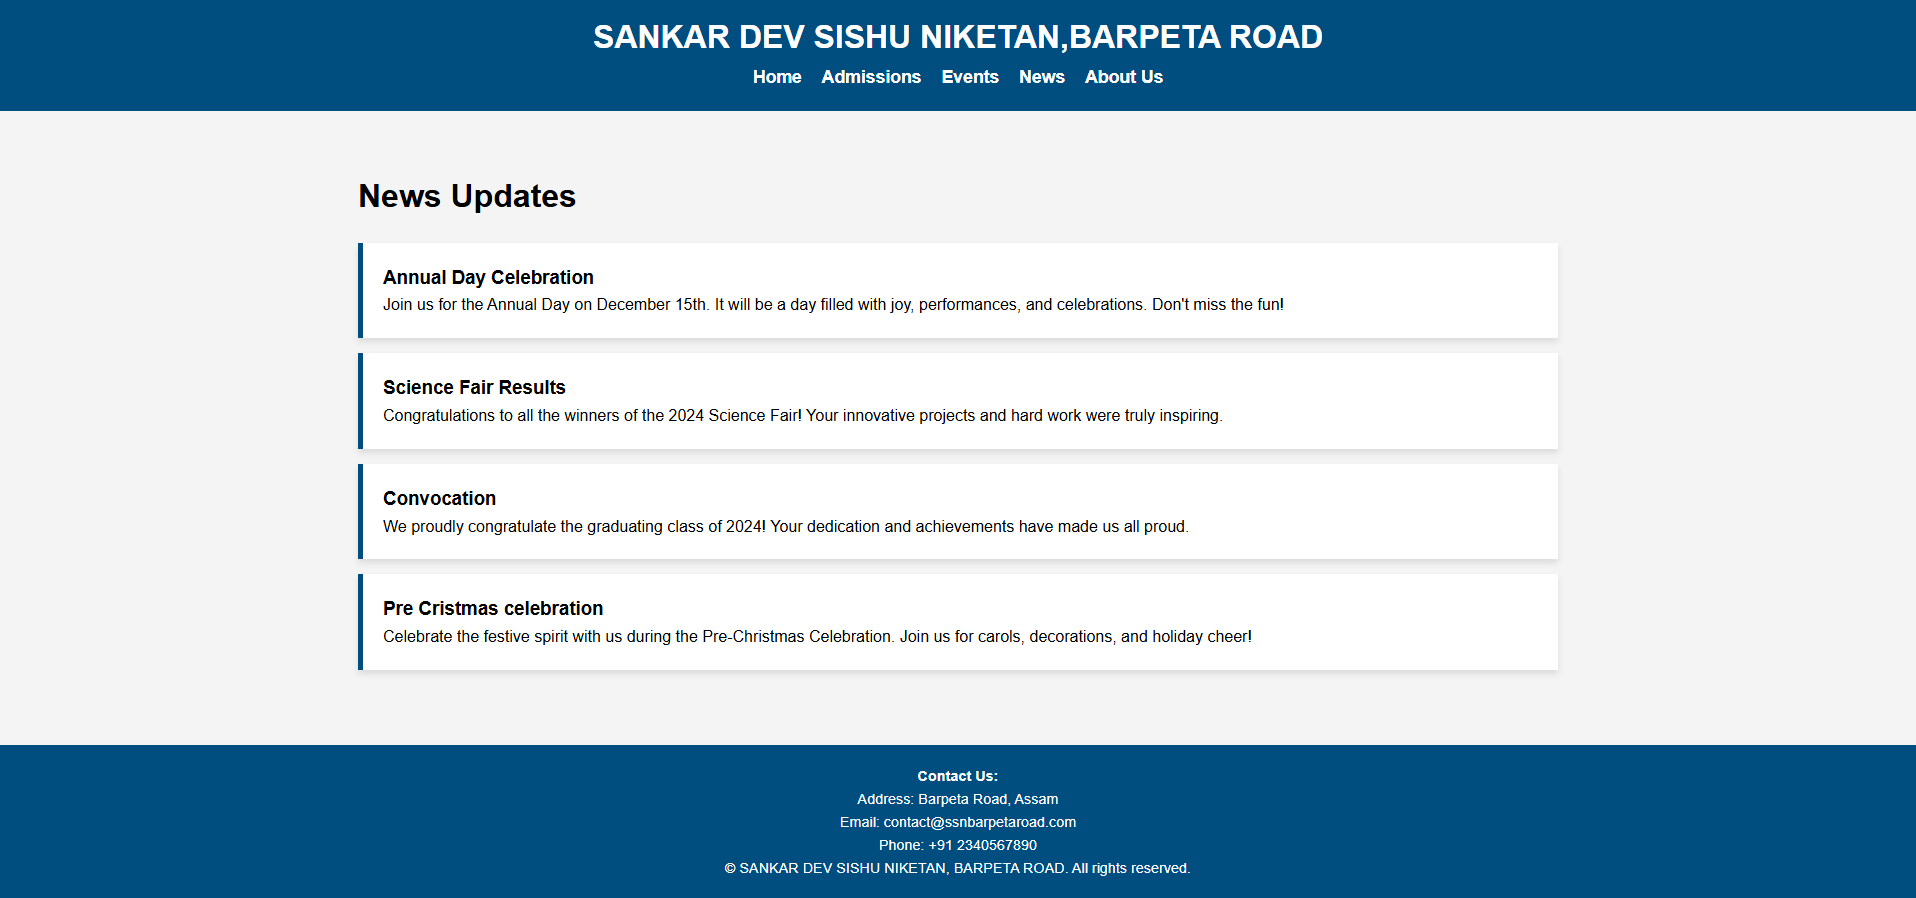 SANKAR DEV SISHU NIKETAN,BARPETA ROAD
Home Admissions Events News About Us
News Updates
Annual Day Celebration
Join us for the Annual Day on December 15th. It will be a day filled with joy, performances, and celebrations. Don't miss the fun!
Science Fair Results
Congratulations to all the winners of the 2024 Science Fair! Your innovative projects and hard work were truly inspiring.
Convocation
We proudly congratulate the graduating class of 2024! Your dedication and achievements have made us all proud.
Pre Cristmas celebration
Celebrate the festive spirit with us during the Pre-Christmas Celebration. Join us for carols, decorations, and holiday cheer!
Contact Us:
Address: Barpeta Road, Assam
Email: contact@ssnbarpetaroad.com
Phone: +91 2340567890
© SANKAR DEV SISHU NIKETAN, BARPETA ROAD. All rights reserved.